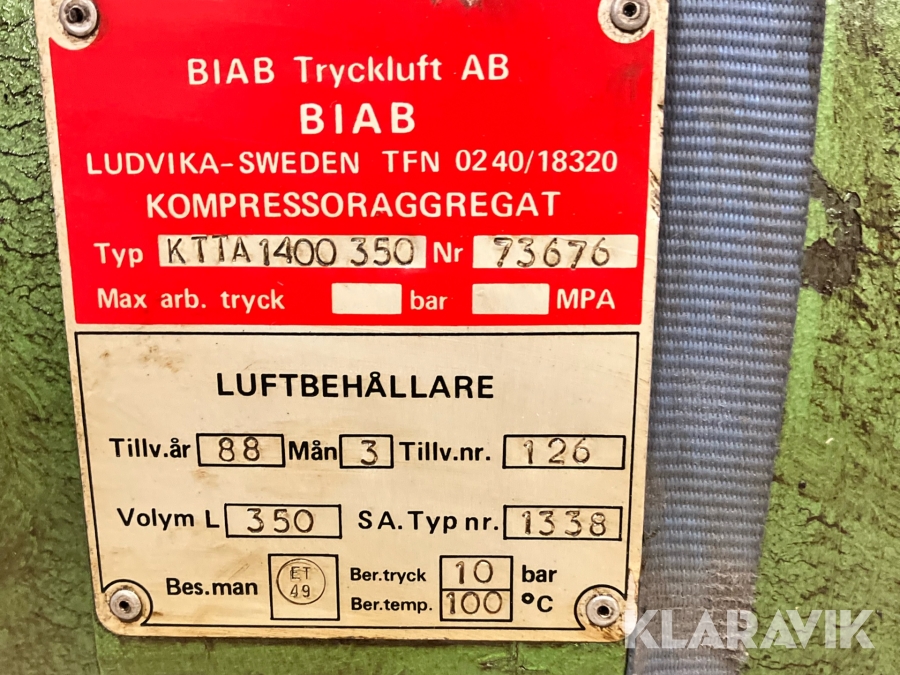 BIAB Tryckluft AB
BIAB
LUDVIKA-SWEDEN TFN 0240/18320
KOMPRESSORAGGREGAT
Typ KTTA1400 350 Nr 73676
Max arb. tryck bar MPA
LUFTBEHÅLLARE
Tillv.år 88 Mån 3 Tillv.nr. 126
Volym L 350 SA. Typ nr. 1338
Bes.man ET 49 Ber.tryck 10 bar
Ber.temp. 100 °C
KLARAVIK